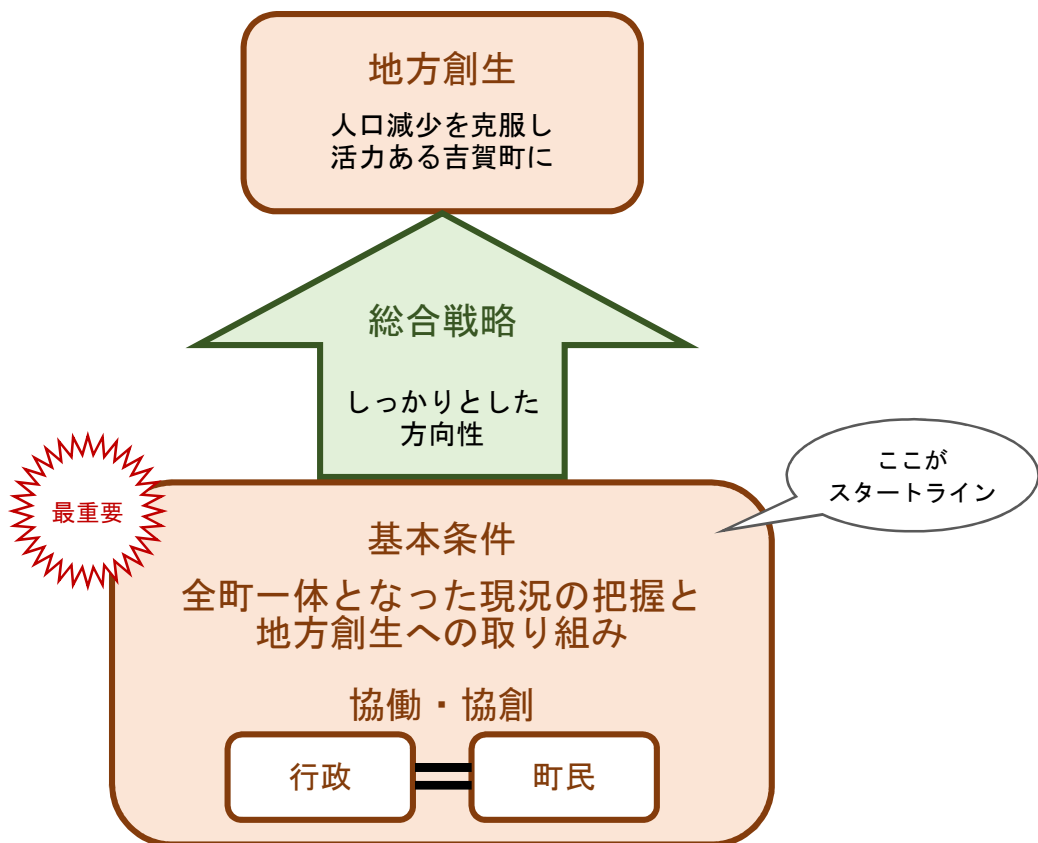 地方創生
人口減少を克服し
活力ある吉賀町に
総合戦略
しっかりとした
方向性
ここが
スタートライン
最重要
基本条件
全町一体となった現況の把握と
地方創生への取り組み
協働・協創
行政
町民